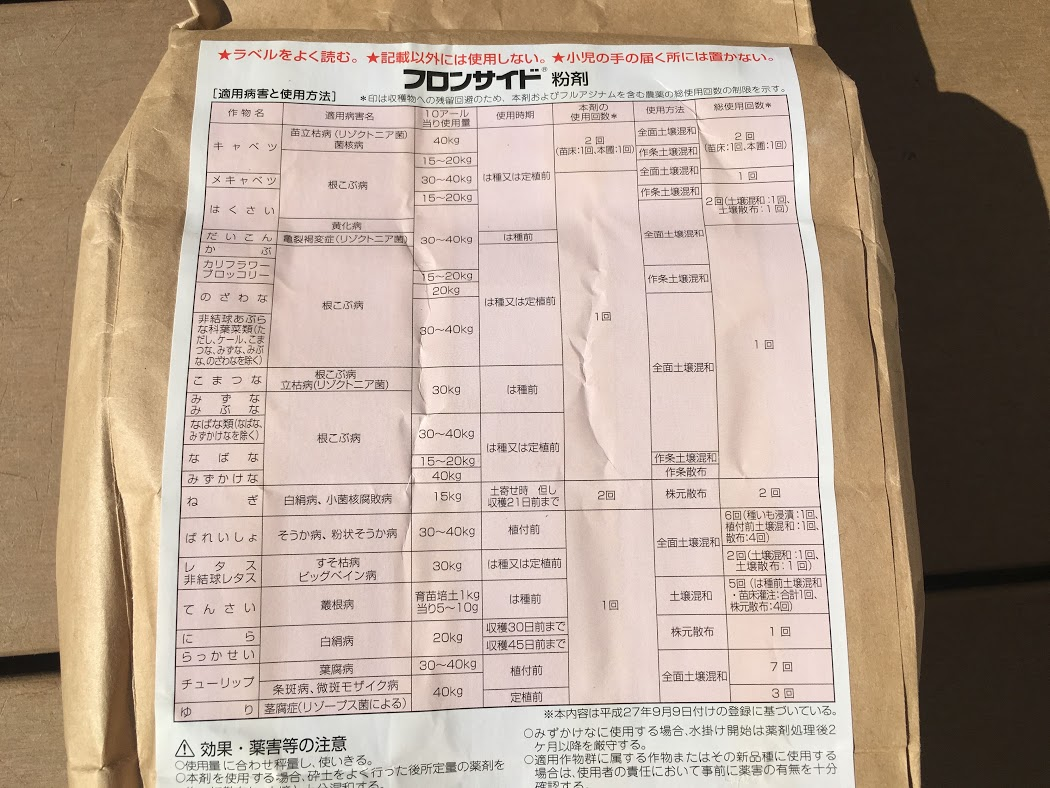 ★ラベルをよく読む。★記載以外には使用しない。★小児の手の届く所には置かない。
フロンサイド® 粉剤
[適用病害と使用方法] *印は収穫物への残留回避のため、本剤およびフルアジナムを含む農薬の総使用回数の制限を示す。
作物名 適用病害名 10アール当り使用量 使用時期 本剤の使用回数* 使用方法 総使用回数*
キャベツ 苗立枯病(リゾクトニア菌) 菌核病 40kg は種又は定植前 2回(苗床:1回、本圃:1回) 全面土壌混和 2回(苗床:1回、本圃:1回)
根こぶ病 15~20kg 作条土壌混和
メキャベツ 30~40kg 全面土壌混和 1回
はくさい 15~20kg 作条土壌混和 2回(土壌混和:1回、土壌散布:1回)
黄化病 30~40kg 全面土壌混和
だいこん 亀裂褐変症(リゾクトニア菌) は種前
かぶ 根こぶ病 は種又は定植前 1回 1回
カリフラワー
ブロッコリー 15~20kg 作条土壌混和
のざわな 20kg
非結球あぶらな科葉菜類(ただし、ケール、こまつな、みずな、みぶな、のざわなを除く) 30~40kg 全面土壌混和
こまつな 根こぶ病 立枯病(リゾクトニア菌) 30kg は種前
みずな
みぶな 根こぶ病
なばな類(なばな、みずかけなを除く) 30~40kg は種又は定植前
なばな 15~20kg 作条土壌混和
みずかけな 40kg 作条散布
ねぎ 白絹病、小菌核腐敗病 15kg 土寄せ時 但し収穫21日前まで 2回 株元散布 2回
ばれいしょ そうか病、粉状そうか病 30~40kg 植付前 1回 全面土壌混和 6回(種いも浸漬:1回、植付前土壌混和:1回、散布:4回)
レタス
非結球レタス すそ枯病 ビッグベイン病 30kg は種又は定植前 2回(土壌混和:1回、土壌散布:1回)
てんさい 叢根病 育苗培土1kg当り5~10g は種前 土壌混和 5回(は種前土壌混和・苗床灌注:合計1回、株元散布:4回)
にら 白絹病 20kg 収穫30日前まで 株元散布 1回
らっかせい 収穫45日前まで
チューリップ 葉腐病 30~40kg 植付前 全面土壌混和 7回
条斑病、微斑モザイク病 40kg
ゆり 茎腐症(リゾープス菌による) 定植前 3回
※本内容は平成27年9月9日付けの登録に基づいている。
⚠ 効果・薬害等の注意
○使用量に合わせ秤量し、使いきる。
○本剤を使用する場合、砕土をよく行った後所定量の薬剤を
○みずかけなに使用する場合、水掛け開始は薬剤処理後2
ヶ月以降を厳守する。
○適用作物群に属する作物またはその新品種に使用する
場合は、使用者の責任において事前に薬害の有無を十分
確認する。